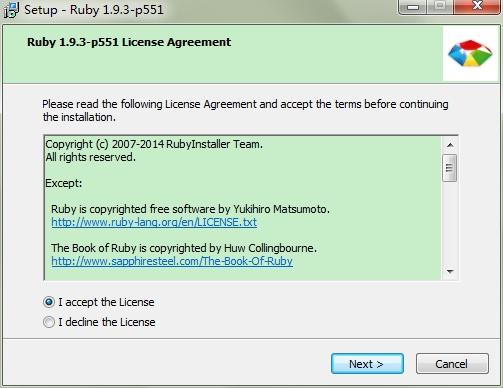 Setup - Ruby 1.9.3-p551
Ruby 1.9.3-p551 License Agreement
Please read the following License Agreement and accept the terms before continuing
the installation.
Copyright (c) 2007-2014 RubyInstaller Team.
All rights reserved.
Except:
Ruby is copyrighted free software by Yukihiro Matsumoto.
http://www.ruby-lang.org/en/LICENSE.txt
The Book of Ruby is copyrighted by Huw Collingbourne.
http://www.sapphiresteel.com/The-Book-Of-Ruby
I accept the License
I decline the License
Next >
Cancel